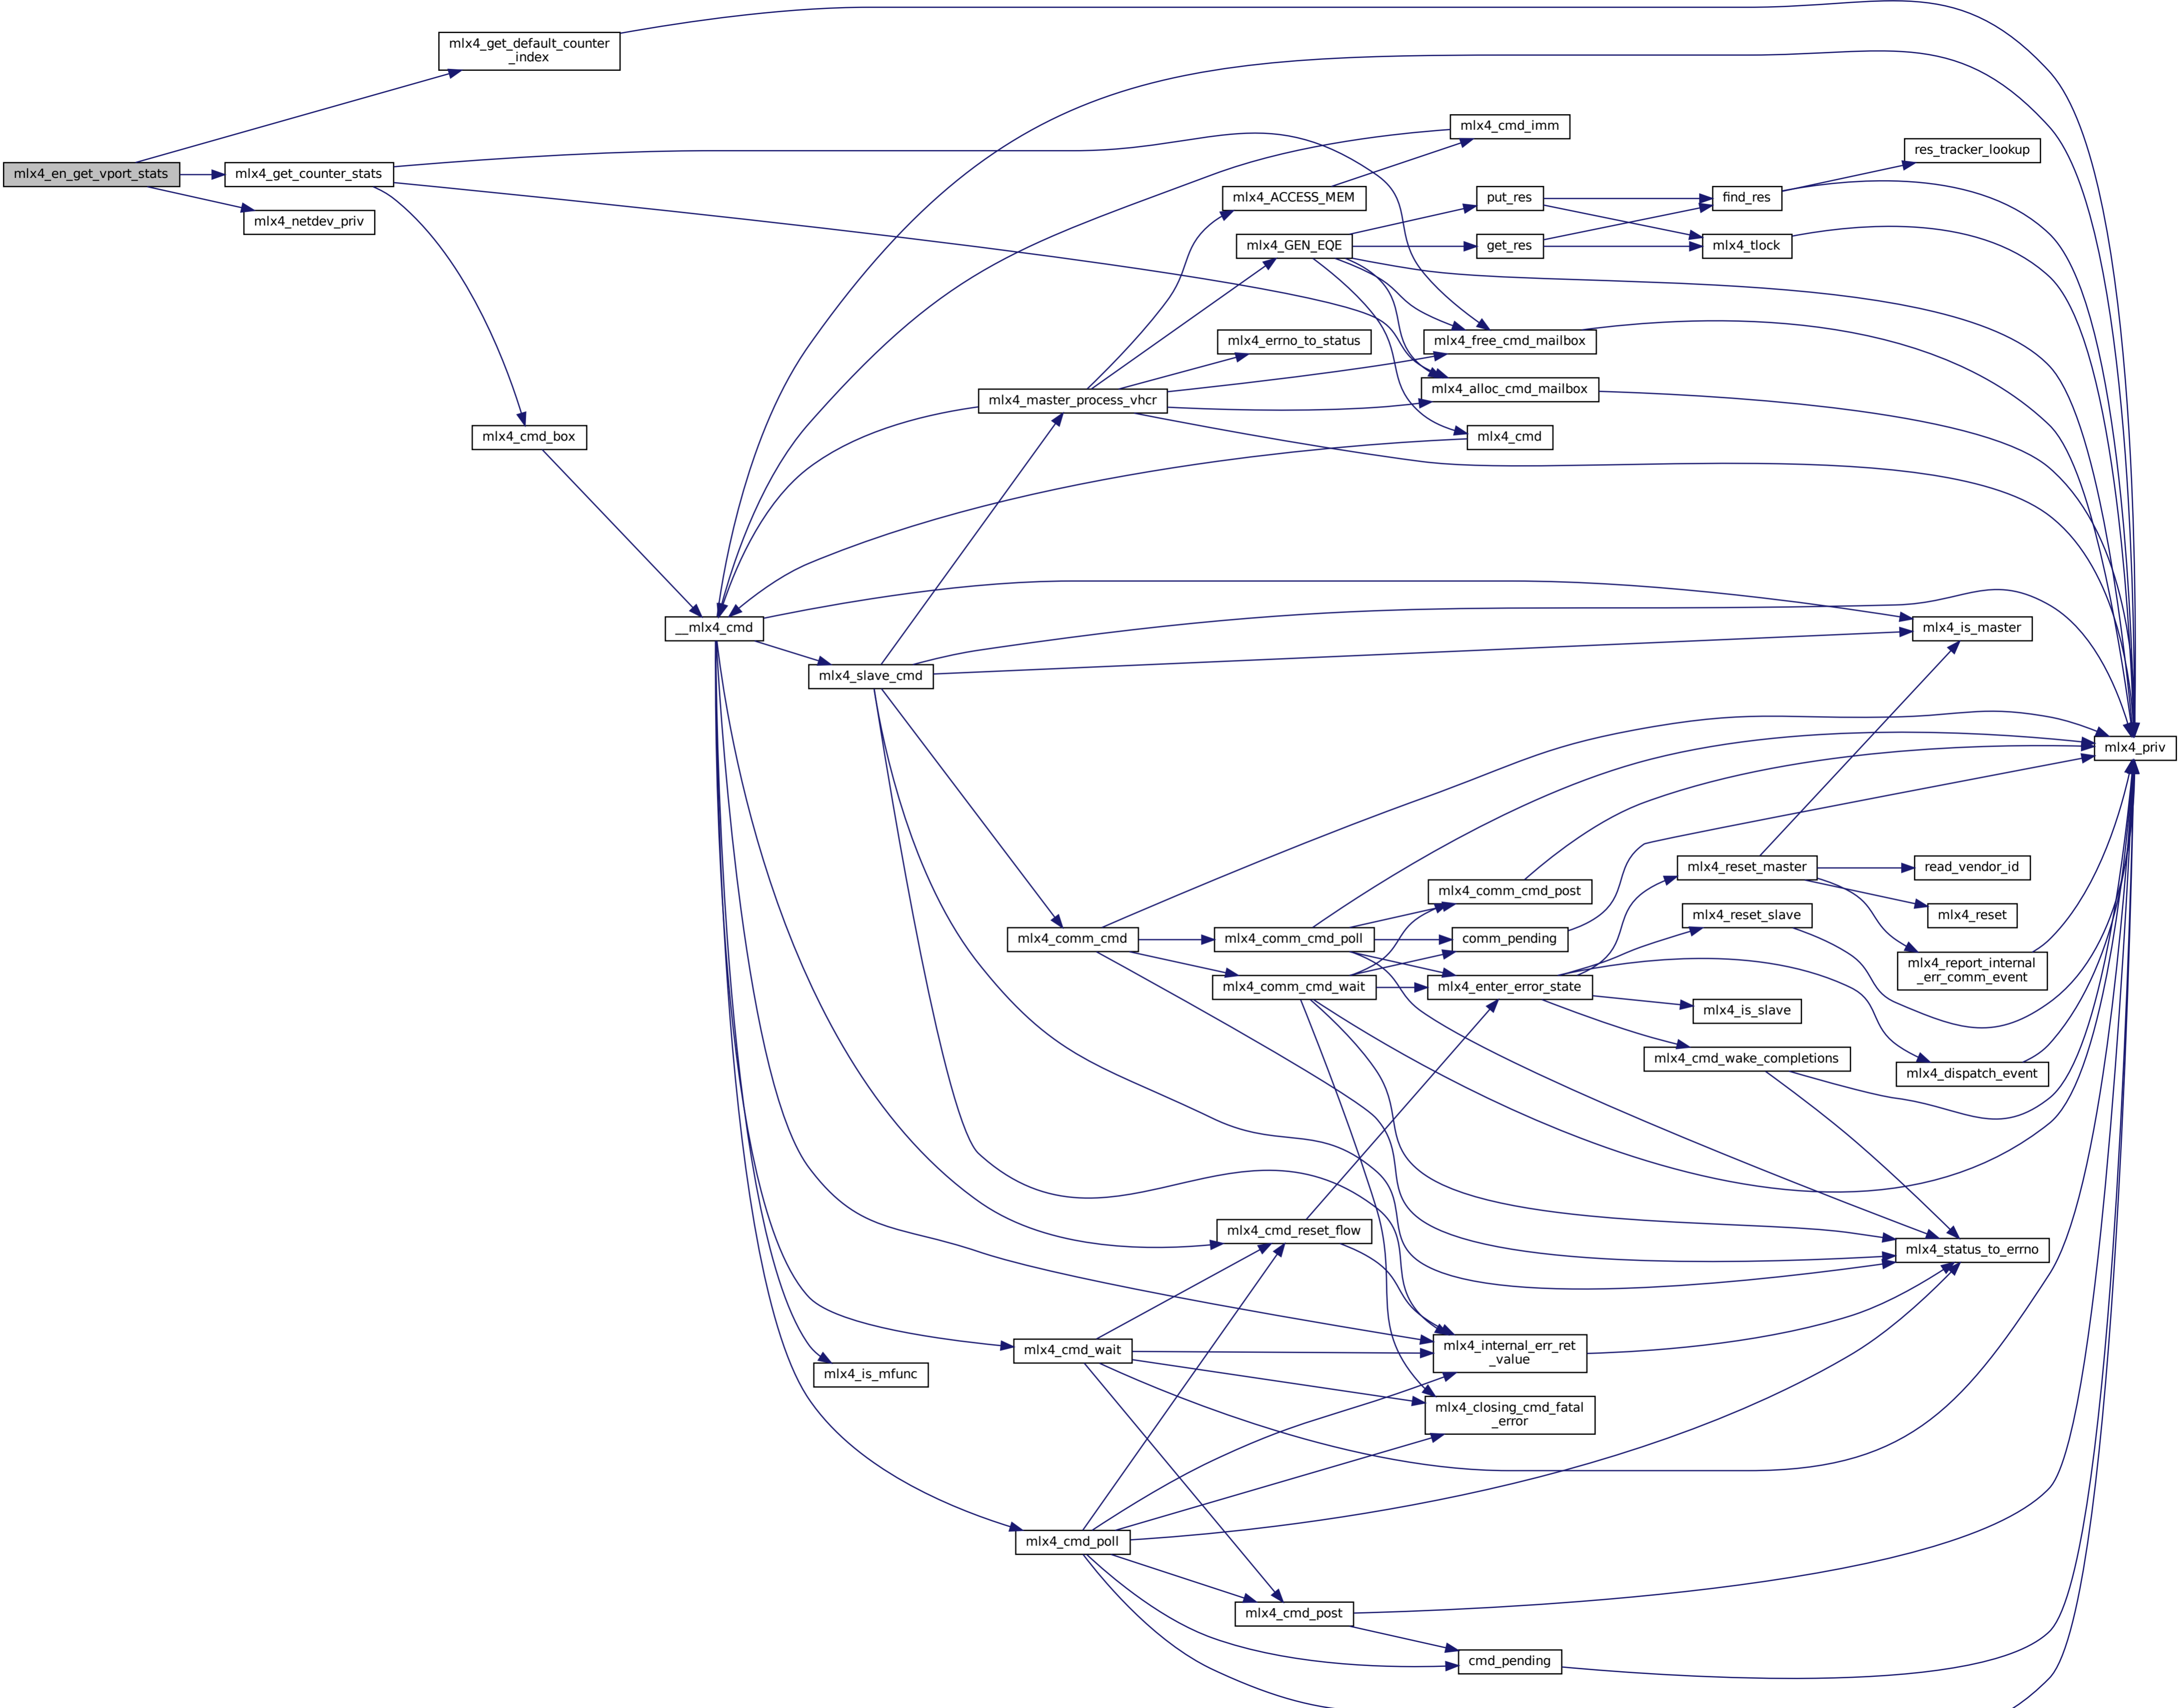 mlx4_get_default_counter
_index
mlx4_cmd_imm
res_tracker_lookup
mlx4_en_get_vport_stats
mlx4_get_counter_stats
mlx4_ACCESS_MEM
put_res
find_res
mlx4_netdev_priv
mlx4_GEN_EQE
get_res
mlx4_tlock
mlx4_errno_to_status
mlx4_free_cmd_mailbox
mlx4_alloc_cmd_mailbox
mlx4_master_process_vhcr
mlx4_cmd_box
mlx4_cmd
__mlx4_cmd
mlx4_is_master
mlx4_slave_cmd
mlx4_priv
mlx4_reset_master
read_vendor_id
mlx4_comm_cmd_post
mlx4_reset_slave
mlx4_reset
mlx4_comm_cmd
mlx4_comm_cmd_poll
comm_pending
mlx4_report_internal
_err_comm_event
mlx4_comm_cmd_wait
mlx4_enter_error_state
mlx4_is_slave
mlx4_cmd_wake_completions
mlx4_dispatch_event
mlx4_cmd_reset_flow
mlx4_status_to_errno
mlx4_cmd_wait
mlx4_internal_err_ret
_value
mlx4_is_mfunc
mlx4_closing_cmd_fatal
_error
mlx4_cmd_poll
mlx4_cmd_post
cmd_pending